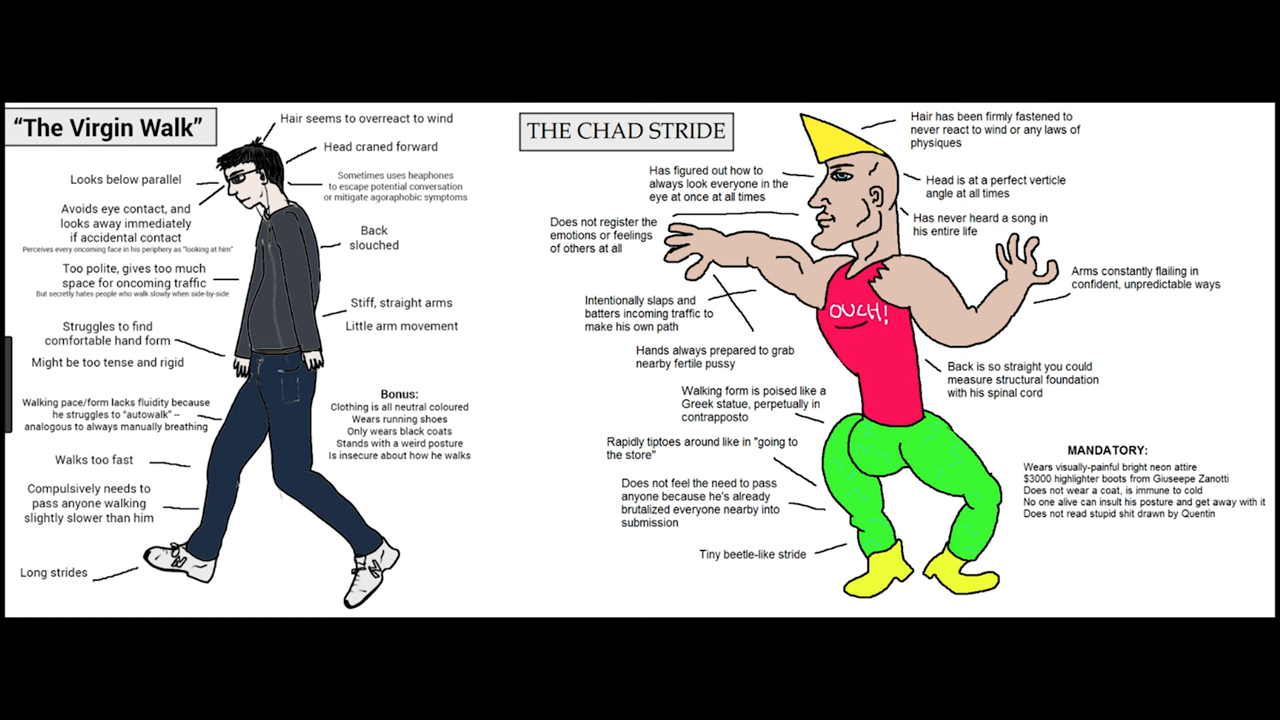 “The Virgin Walk”
Hair seems to overreact to wind
Head craned forward
Looks below parallel
Sometimes uses heaphones
to escape potential conversation
or mitigate agoraphobic symptoms
Avoids eye contact, and
looks away immediately
if accidental contact
Perceives every oncoming face in his periphery as "looking at him"
Back
slouched
Too polite, gives too much
space for oncoming traffic
But secretly hates people who walk slowly when side-by-side
Stiff, straight arms
Little arm movement
Struggles to find
comfortable hand form
Might be too tense and rigid
Walking pace/form lacks fluidity because
he struggles to "autowalk" --
analogous to always manually breathing
Bonus:
Clothing is all neutral coloured
Wears running shoes
Only wears black coats
Stands with a weird posture
Is insecure about how he walks
Walks too fast
Compulsively needs to
pass anyone walking
slightly slower than him
Long strides
THE CHAD STRIDE
Hair has been firmly fastened to
never react to wind or any laws of
physiques
Has figured out how to
always look everyone in the
eye at once at all times
Head is at a perfect verticle
angle at all times
Does not register the
emotions or feelings
of others at all
Has never heard a song in
his entire life
Arms constantly flailing in
confident, unpredictable ways
Intentionally slaps and
batters incoming traffic to
make his own path
OUCH!
Hands always prepared to grab
nearby fertile pussy
Back is so straight you could
measure structural foundation
with his spinal cord
Walking form is poised like a
Greek statue, perpetually in
contrapposto
Rapidly tiptoes around like in "going to
the store"
Does not feel the need to pass
anyone because he's already
brutalized everyone nearby into
submission
Tiny beetle-like stride
MANDATORY:
Wears visually-painful bright neon attire
$3000 highlighter boots from Giuseepe Zanotti
Does not wear a coat, is immune to cold
No one alive can insult his posture and get away with it
Does not read stupid shit drawn by Quentin